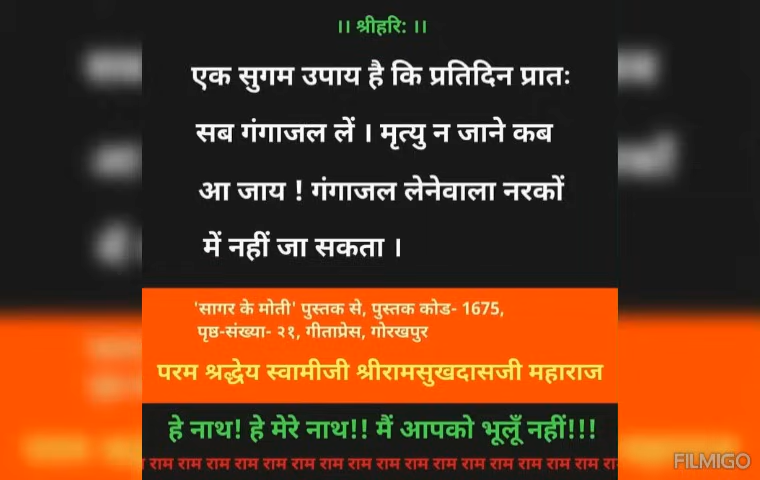 ।। श्रीहरि: ।।
एक सुगम उपाय है कि प्रतिदिन प्रातः
सब गंगाजल लें । मृत्यु न जाने कब
आ जाय ! गंगाजल लेनेवाला नरकों
में नहीं जा सकता ।
'सागर के मोती' पुस्तक से, पुस्तक कोड- 1675,
पृष्ठ-संख्या- २१, गीताप्रेस, गोरखपुर
परम श्रद्धेय स्वामीजी श्रीरामसुखदासजी महाराज
हे नाथ! हे मेरे नाथ!! मैं आपको भूलूँ नहीं!!!
राम राम राम राम राम राम राम राम राम राम राम राम राम राम राम राम
FILMIGO